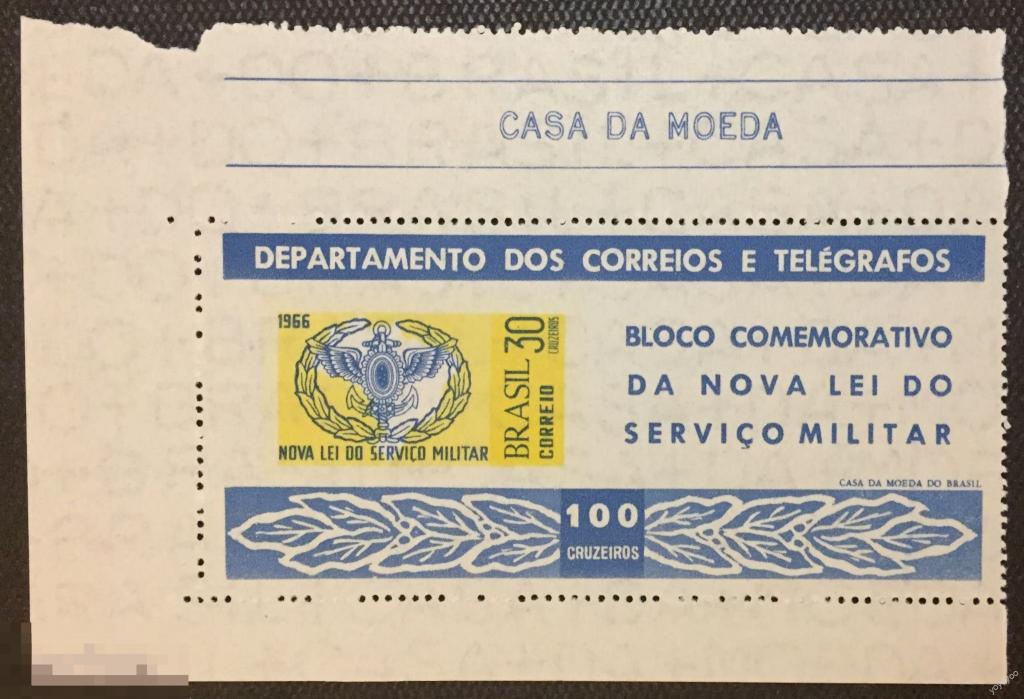 CASA DA MOEDA
DEPARTAMENTO DOS CORREIOS E TELÉGRAFOS
1966
NOVA LEI DO SERVIÇO MILITAR
BRASIL 30
CORREIO CRUZEIROS
BLOCO COMEMORATIVO
DA NOVA LEI DO
SERVIÇO MILITAR
CASA DA MOEDA DO BRASIL
100
CRUZEIROS